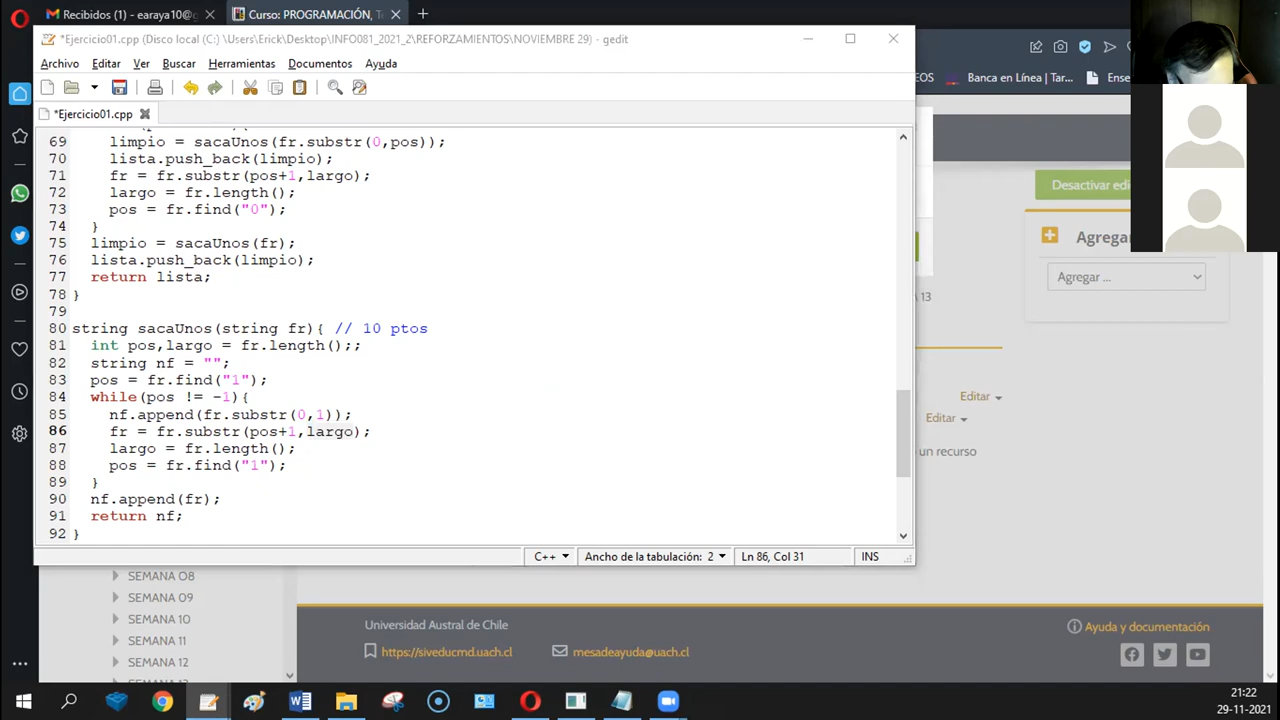 Recibidos (1) - earaya10@
Curso: PROGRAMACIÓN, T
*Ejercicio01.cpp (Disco local (C:) \Users\Erick\Desktop\INFO081_2021_2\REFORZAMIENTOS\NOVIEMBRE 29) - gedit
Archivo Editar Ver Buscar Herramientas Documentos Ayuda
Banca en Línea | Tar...
*Ejercicio01.cpp
69 limpio = sacaUnos(fr.substr(0,pos));
70 lista.push_back(limpio);
71 fr = fr.substr(pos+1,largo);
72 largo = fr.length();
73 pos = fr.find("0");
74 }
75 limpio = sacaUnos(fr);
76 lista.push_back(limpio);
77 return lista;
78 }
79
80 string sacaUnos(string fr){ // 10 ptos
81 int pos,largo = fr.length();;
82 string nf = "";
83 pos = fr.find("1");
84 while(pos != -1){
85 nf.append(fr.substr(0,1));
86 fr = fr.substr(pos+1,largo);
87 largo = fr.length();
88 pos = fr.find("1");
89 }
90 nf.append(fr);
91 return nf;
92 }
C++ Ancho de la tabulación: 2 Ln 86, Col 31 INS
Desactivar edi
Agregar
Agregar ...
13
Editar
Editar
un recurso
SEMANA 08
SEMANA 09
SEMANA 10
SEMANA 11
SEMANA 12
Universidad Austral de Chile
https://siveducmd.uach.cl
mesadeayuda@uach.cl
Ayuda y documentación
21:22
29-11-2021